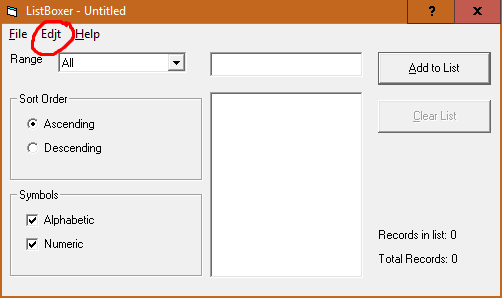 ListBoxer - Untitled
File Edjt Help
Range All Add to List
Sort Order
Ascending
Descending
Clear List
Symbols
Alphabetic
Numeric
Records in list: 0
Total Records: 0